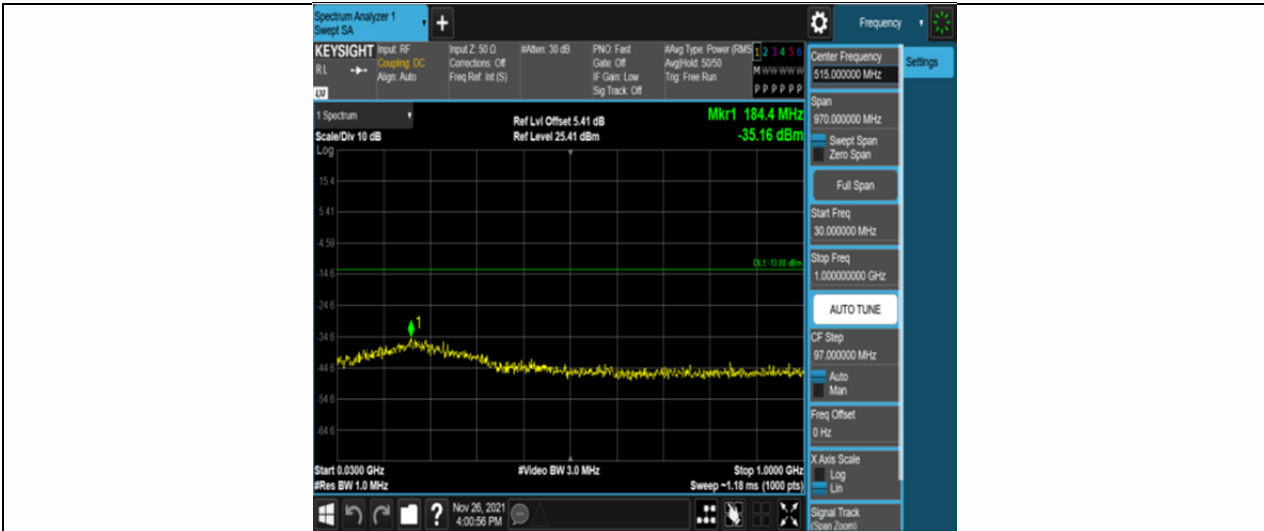 Spectrum Analyzer 1
Swept SA
+
Frequency
KEYSIGHT
RL
LV
Input: RF
Coupling: DC
Align: Auto
Input Z: 50 Ω
Corrections: Off
Freq Ref: Int (S)
#Atten: 30 dB
PNO: Fast
Gate: Off
IF Gain: Low
Sig Track: Off
#Avg Type: Power (RMS
Avg|Hold: 50/50
Trig: Free Run
1 2 3 4 5 6
M W W W W W
P P P P P P
1 Spectrum
Scale/Div 10 dB
Ref Lvl Offset 5.41 dB
Ref Level 25.41 dBm
Mkr1 184.4 MHz
-35.16 dBm
Log
15.4
5.41
-4.59
DL1 -13.00 dBm
-14.6
-24.6
1
-34.6
-44.6
-54.6
-64.6
Start 0.0300 GHz
#Res BW 1.0 MHz
#Video BW 3.0 MHz
Stop 1.0000 GHz
Sweep ~1.18 ms (1000 pts)
?
Nov 26, 2021
4:00:56 PM
Center Frequency
515.000000 MHz
Settings
Span
970.000000 MHz
Swept Span
Zero Span
Full Span
Start Freq
30.000000 MHz
Stop Freq
1.000000000 GHz
AUTO TUNE
CF Step
97.000000 MHz
Auto
Man
Freq Offset
0 Hz
X Axis Scale
Log
Lin
Signal Track
(Span Zoom)